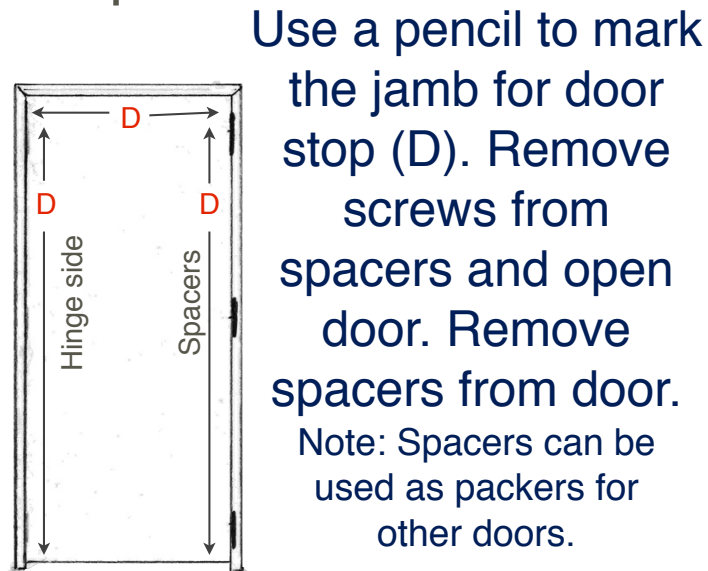 Use a pencil to mark
the jamb for door
stop (D). Remove
screws from
spacers and open
door. Remove
spacers from door.
Note: Spacers can be
used as packers for
other doors.
D
D
D
Hinge side
Spacers